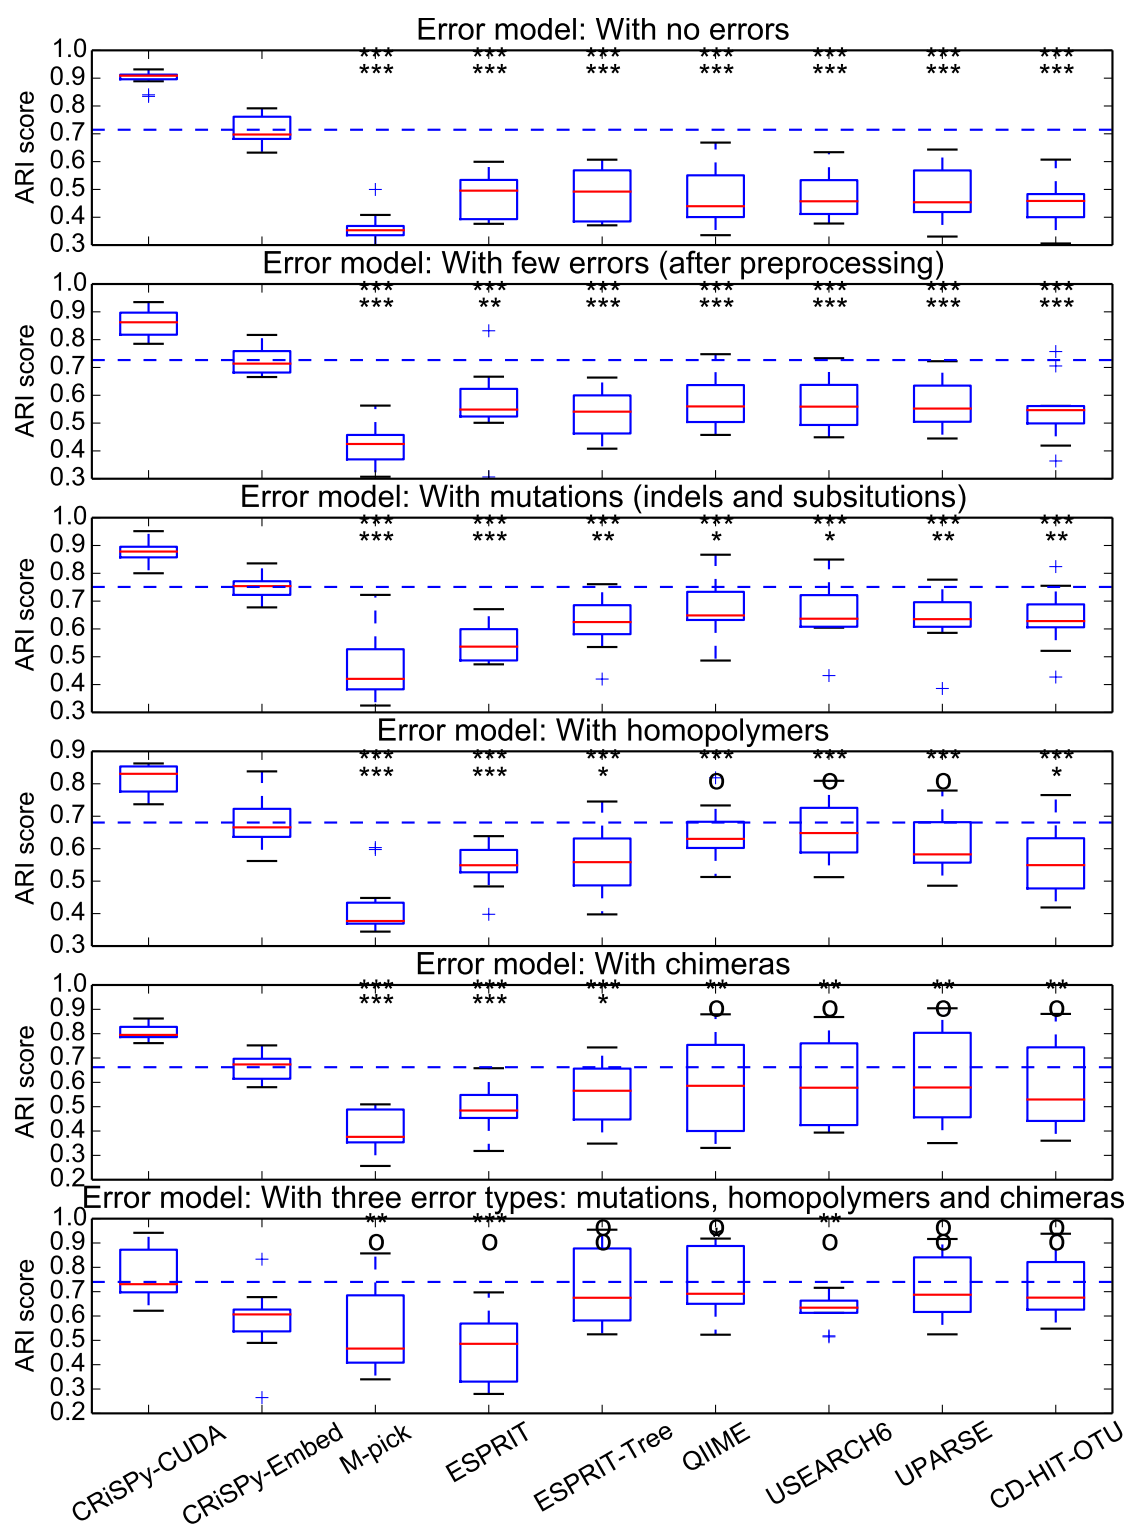 Error model: With no errors
*** *** *** *** *** *** ***
*** *** *** *** *** *** ***
1.0
0.9
0.8
0.7
0.6
0.5
0.4
0.3
ARI score
Error model: With few errors (after preprocessing)
*** *** *** *** *** *** ***
*** ** *** *** *** *** ***
1.0
0.9
0.8
0.7
0.6
0.5
0.4
0.3
ARI score
Error model: With mutations (indels and subsitutions)
*** *** *** *** *** *** ***
*** *** ** * * ** **
1.0
0.9
0.8
0.7
0.6
0.5
0.4
0.3
ARI score
Error model: With homopolymers
*** *** *** *** *** *** ***
*** *** * O O O *
0.9
0.8
0.7
0.6
0.5
0.4
0.3
ARI score
Error model: With chimeras
*** *** *** ** ** ** **
*** *** * O O O O
1.0
0.9
0.8
0.7
0.6
0.5
0.4
0.3
0.2
ARI score
Error model: With three error types: mutations, homopolymers and chimeras
** *** O O ** O O
O O O O O O O
1.0
0.9
0.8
0.7
0.6
0.5
0.4
0.3
0.2
ARI score
CRiSPy-CUDA
CRiSPy-Embed
M-pick
ESPRIT
ESPRIT-Tree
QIIME
USEARCH6
UPARSE
CD-HIT-OTU